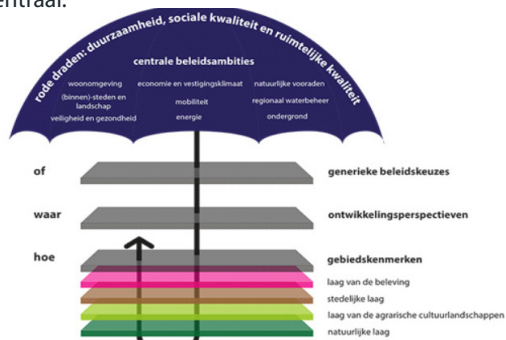 entraal.
rode draden: duurzaamheid, sociale kwaliteit en ruimtelijke kwaliteit
centrale beleidsambities
woonomgeving
(binnen)-steden en
landschap
veiligheid en gezondheid
economie en vestigingsklimaat
mobiliteit
energie
natuurlijke vooraden
regionaal waterbeheer
ondergrond
of
generieke beleidskeuzes
waar
ontwikkelingsperspectieven
hoe
gebiedskenmerken
laag van de beleving
stedelijke laag
laag van de agrarische cultuurlandschappen
natuurlijke laag